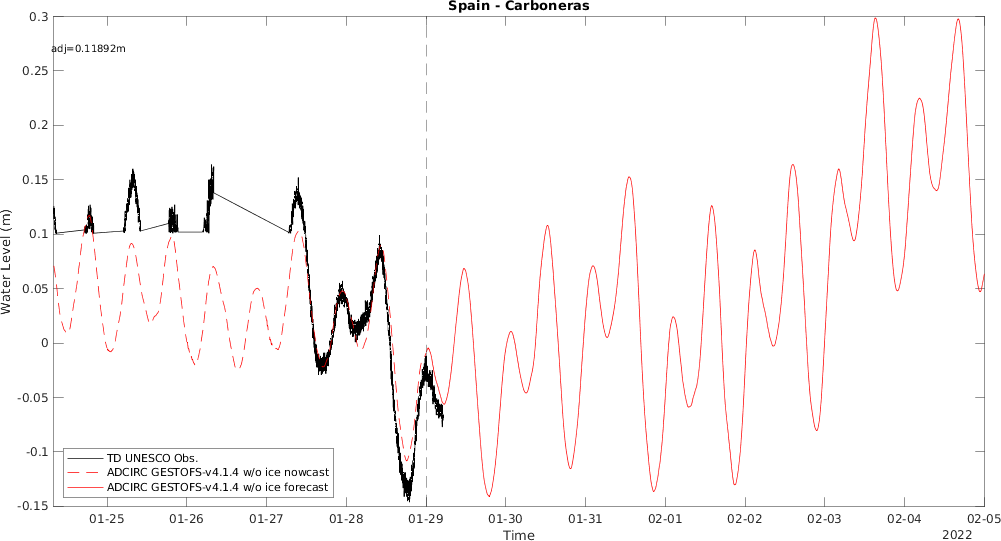 Spain - Carboneras
adj=0.11892m
0.3
0.25
0.2
0.15
0.1
0.05
0
-0.05
-0.1
-0.15
Water Level (m)
TD UNESCO Obs.
ADCIRC GESTOFS-v4.1.4 w/o ice nowcast
ADCIRC GESTOFS-v4.1.4 w/o ice forecast
01-25 01-26 01-27 01-28 01-29 01-30 01-31 02-01 02-02 02-03 02-04 02-05
Time
2022